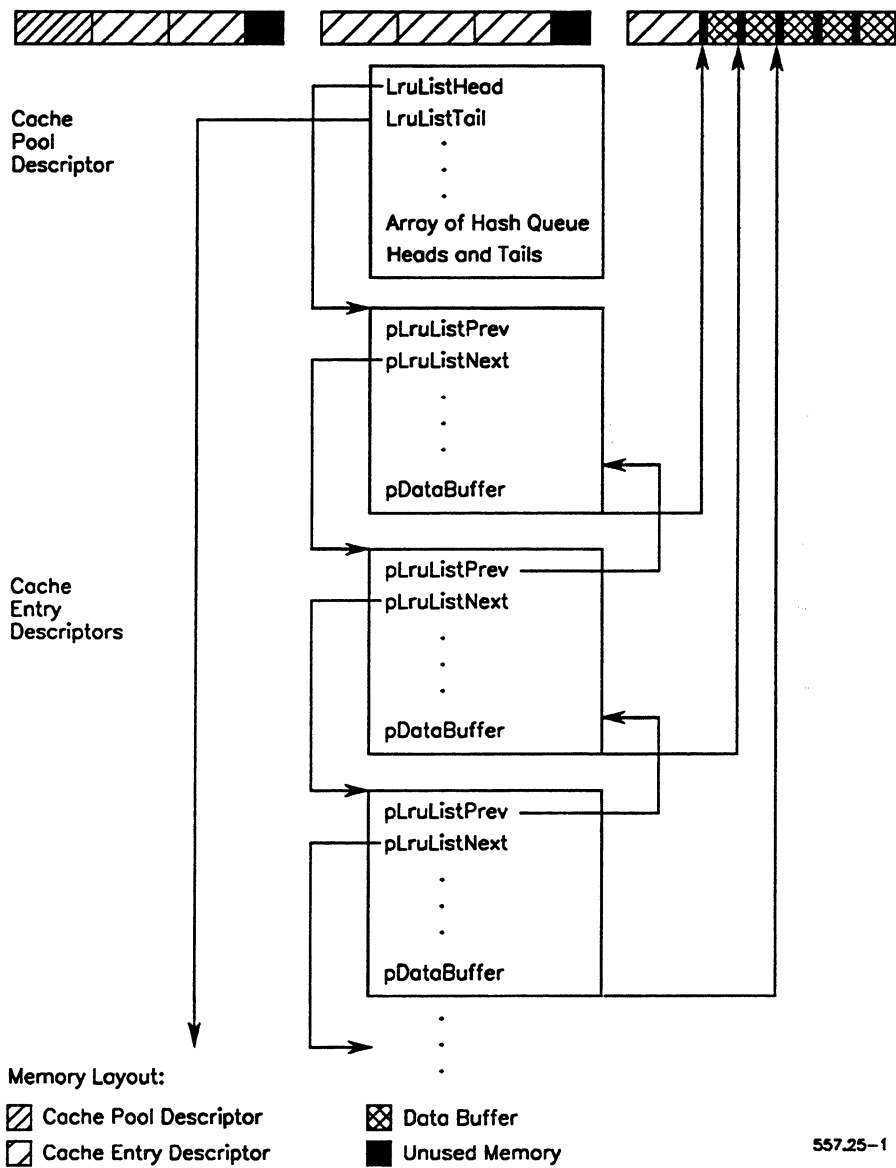 LruListHead
Cache
Pool
Descriptor
LruListTail
Array of Hash Queue
Heads and Tails
pLruListPrev
pLruListNext
pDataBuffer
Cache
Entry
Descriptors
pLruListPrev
pLruListNext
pDataBuffer
pLruListPrev
pLruListNext
pDataBuffer
Memory Layout:
Cache Pool Descriptor
Data Buffer
Cache Entry Descriptor
Unused Memory
557.25-1